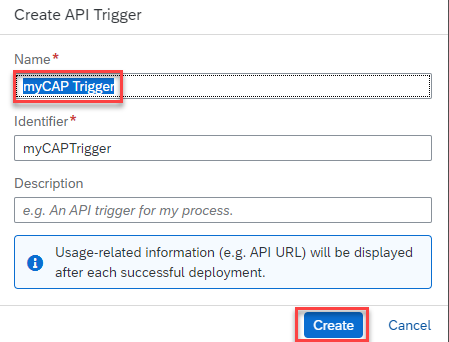 Create API Trigger
Name*
myCAP Trigger
Identifier*
myCAPTrigger
Description
e.g. An API trigger for my process.
Usage-related information (e.g. API URL) will be displayed
after each successful deployment.
Create Cancel